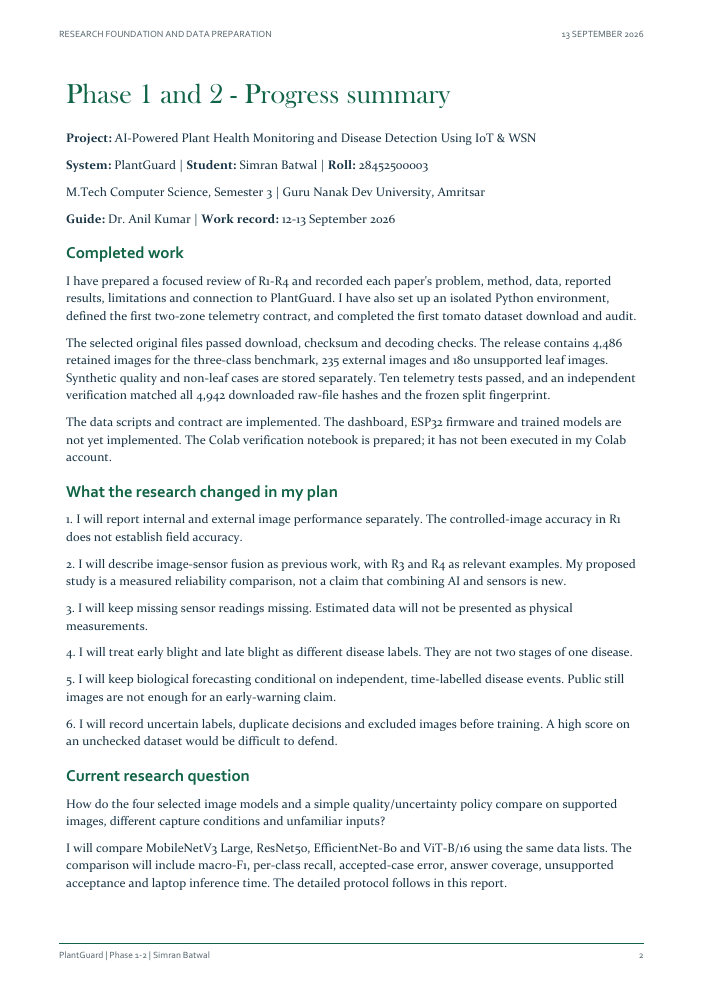 RESEARCH FOUNDATION AND DATA PREPARATION
13 SEPTEMBER 2026
Phase 1 and 2 - Progress summary
Project: AI-Powered Plant Health Monitoring and Disease Detection Using IoT & WSN
System: PlantGuard | Student: Simran Batwal | Roll: 28452500003
M.Tech Computer Science, Semester 3 | Guru Nanak Dev University, Amritsar
Guide: Dr. Anil Kumar | Work record: 12-13 September 2026
Completed work
I have prepared a focused review of R1-R4 and recorded each paper's problem, method, data, reported
results, limitations and connection to PlantGuard. I have also set up an isolated Python environment,
defined the first two-zone telemetry contract, and completed the first tomato dataset download and audit.
The selected original files passed download, checksum and decoding checks. The release contains 4,486
retained images for the three-class benchmark, 235 external images and 180 unsupported leaf images.
Synthetic quality and non-leaf cases are stored separately. Ten telemetry tests passed, and an independent
verification matched all 4,942 downloaded raw-file hashes and the frozen split fingerprint.
The data scripts and contract are implemented. The dashboard, ESP32 firmware and trained models are
not yet implemented. The Colab verification notebook is prepared; it has not been executed in my Colab
account.
What the research changed in my plan
1. I will report internal and external image performance separately. The controlled-image accuracy in R1
does not establish field accuracy.
2. I will describe image-sensor fusion as previous work, with R3 and R4 as relevant examples. My proposed
study is a measured reliability comparison, not a claim that combining AI and sensors is new.
3. I will keep missing sensor readings missing. Estimated data will not be presented as physical
measurements.
4. I will treat early blight and late blight as different disease labels. They are not two stages of one disease.
5. I will keep biological forecasting conditional on independent, time-labelled disease events. Public still
images are not enough for an early-warning claim.
6. I will record uncertain labels, duplicate decisions and excluded images before training. A high score on
an unchecked dataset would be difficult to defend.
Current research question
How do the four selected image models and a simple quality/uncertainty policy compare on supported
images, different capture conditions and unfamiliar inputs?
I will compare MobileNetV3 Large, ResNet50, EfficientNet-B0 and ViT-B/16 using the same data lists. The
comparison will include macro-F1, per-class recall, accepted-case error, answer coverage, unsupported
acceptance and laptop inference time. The detailed protocol follows in this report.
PlantGuard | Phase 1-2 | Simran Batwal
2